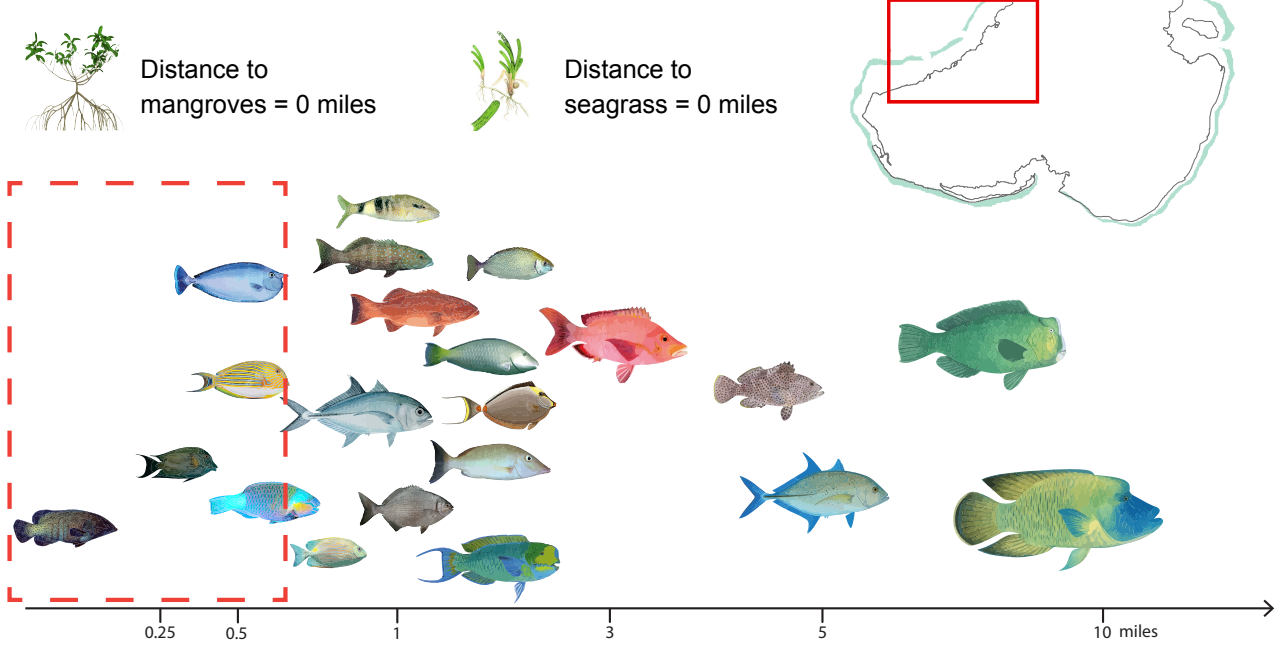 Distance to
mangroves = 0 miles
Distance to
seagrass = 0 miles
0.25 0.5 1 3 5 10 miles